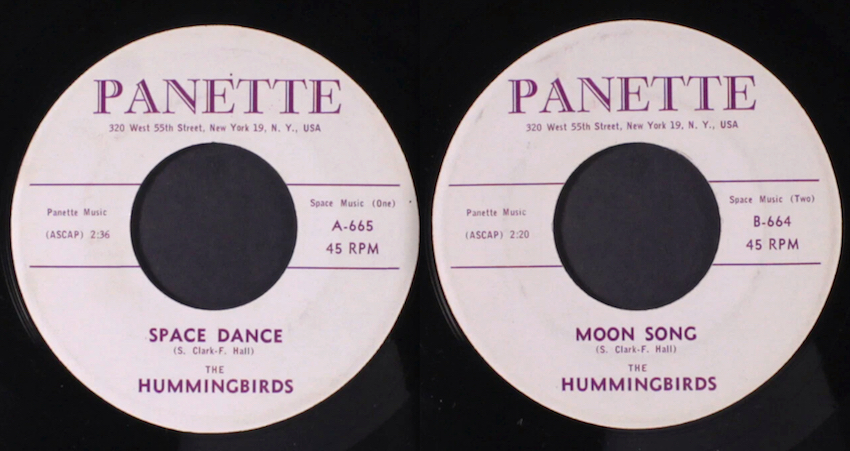 PANETTE
320 West 55th Street, New York 19, N. Y., USA
Panette Music
(ASCAP) 2:36
Space Music (One)
A-665
45 RPM
SPACE DANCE
(S. Clark-F. Hall)
THE
HUMMINGBIRDS
PANETTE
320 West 55th Street, New York 19, N. Y., USA
Panette Music
(ASCAP) 2:20
Space Music (Two)
B-664
45 RPM
MOON SONG
(S. Clark-F. Hall)
THE
HUMMINGBIRDS